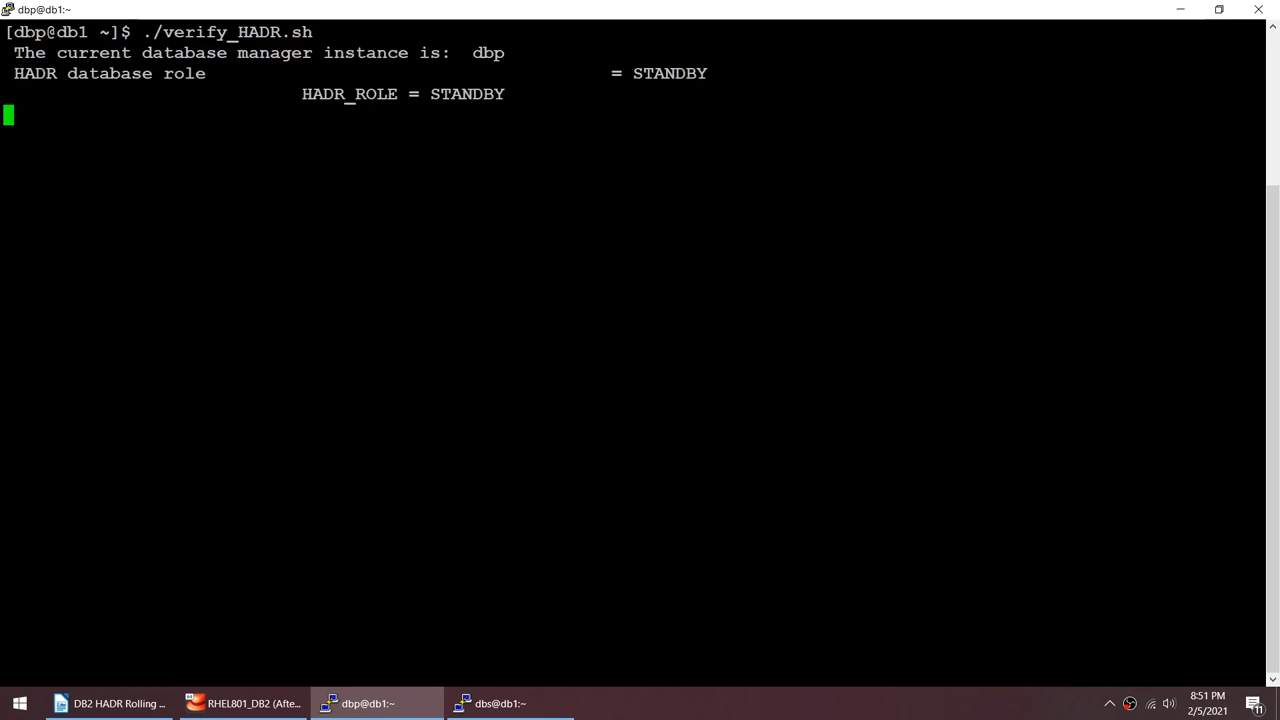 dbp@db1:~
[dbp@db1 ~]$ ./verify_HADR.sh
The current database manager instance is:  dbp
HADR database role = STANDBY
HADR_ROLE = STANDBY
DB2 HADR Rolling ...
RHEL801_DB2 (Afte...
dbp@db1:~
dbs@db1:~
8:51 PM
2/5/2021
11